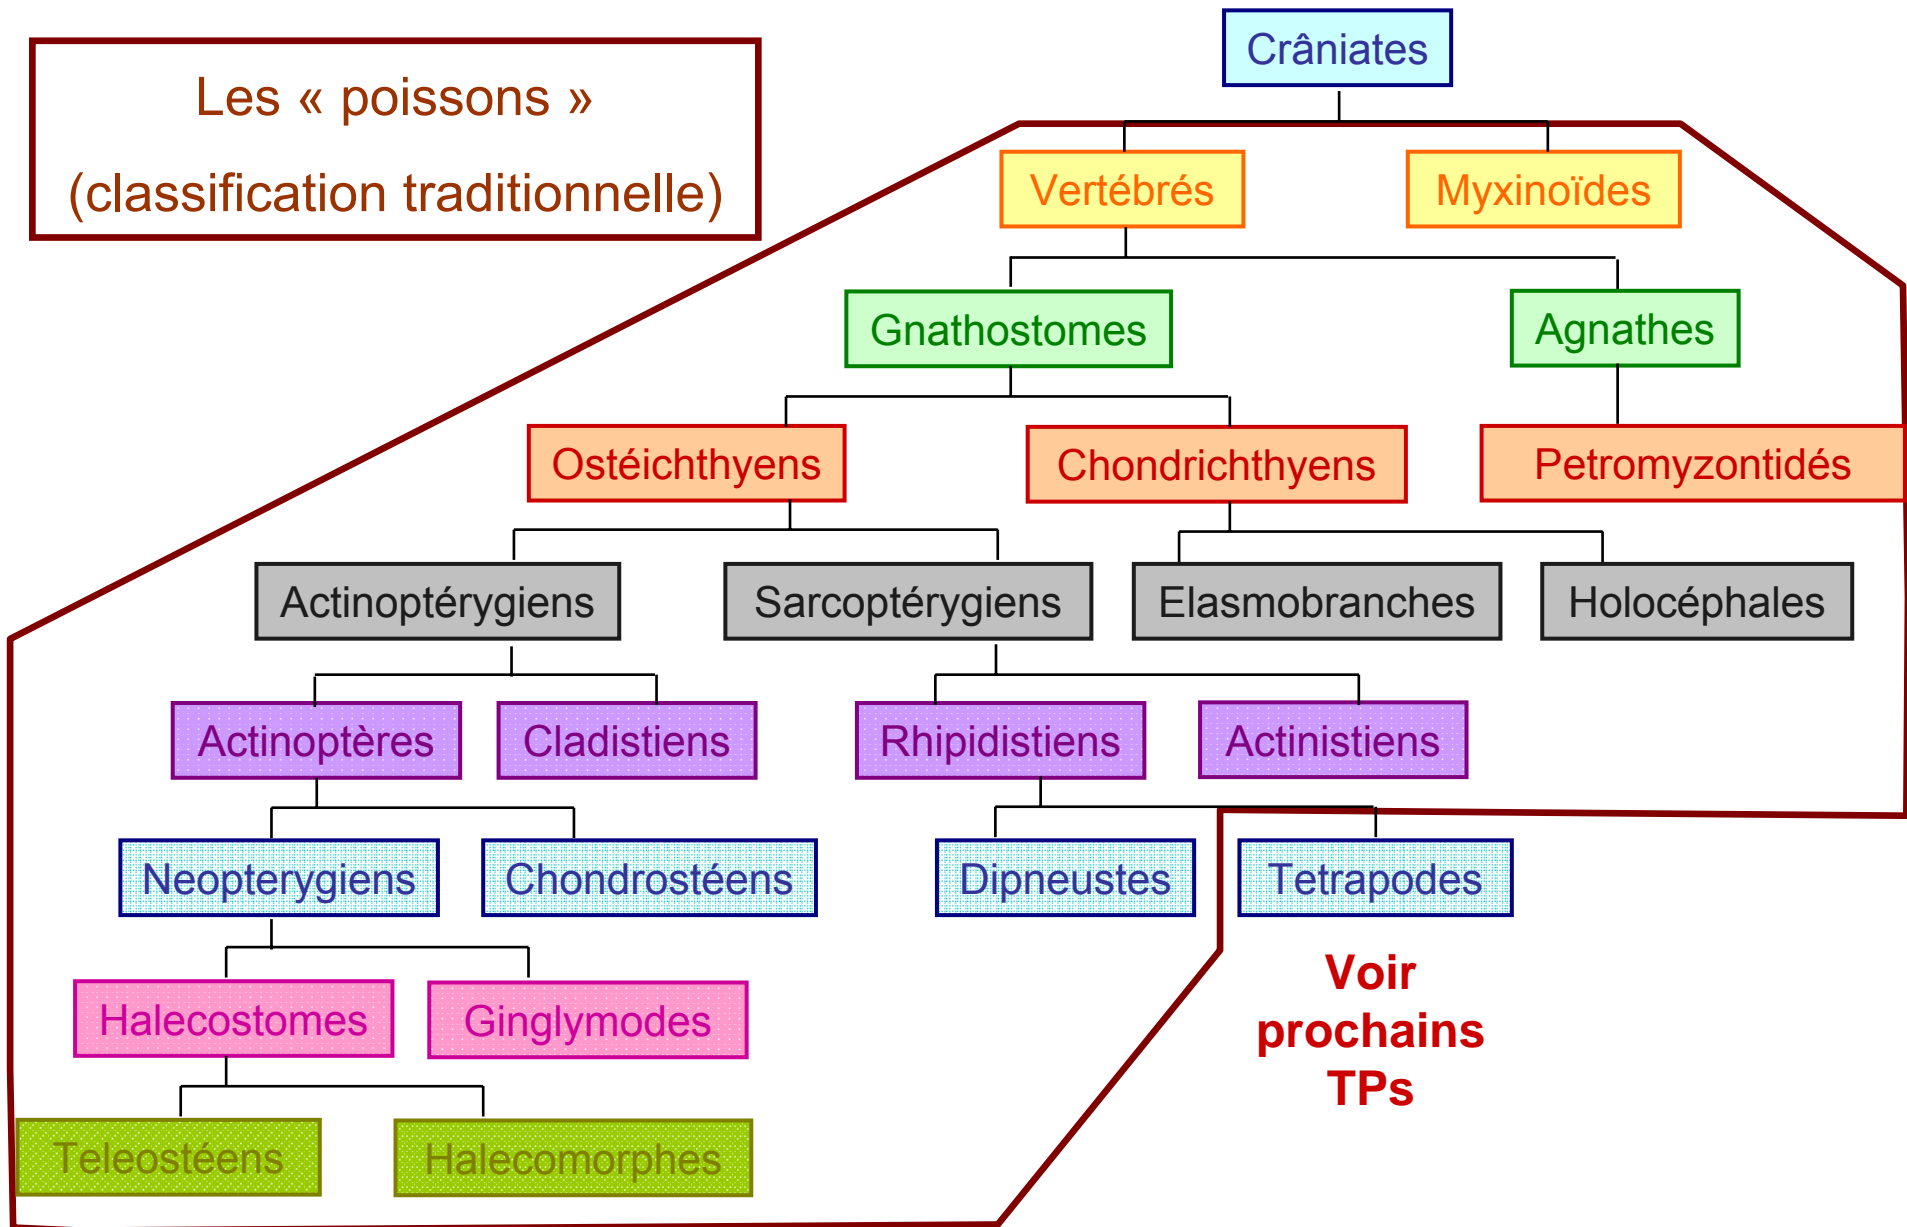 Crâniates
Les « poissons »
(classification traditionnelle)
Vertébrés
Myxinoïdes
Gnathostomes
Agnathes
Ostéichthyens
Chondrichthyens
Petromyzontidés
Actinoptérygiens
Sarcoptérygiens
Elasmobranches
Holocéphales
Actinoptères
Cladistiens
Rhipidistiens
Actinistiens
Neopterygiens
Chondrostéens
Dipneustes
Tetrapodes
Voir
prochains
TPs
Halecostomes
Ginglymodes
Teleostéens
Halecomorphes